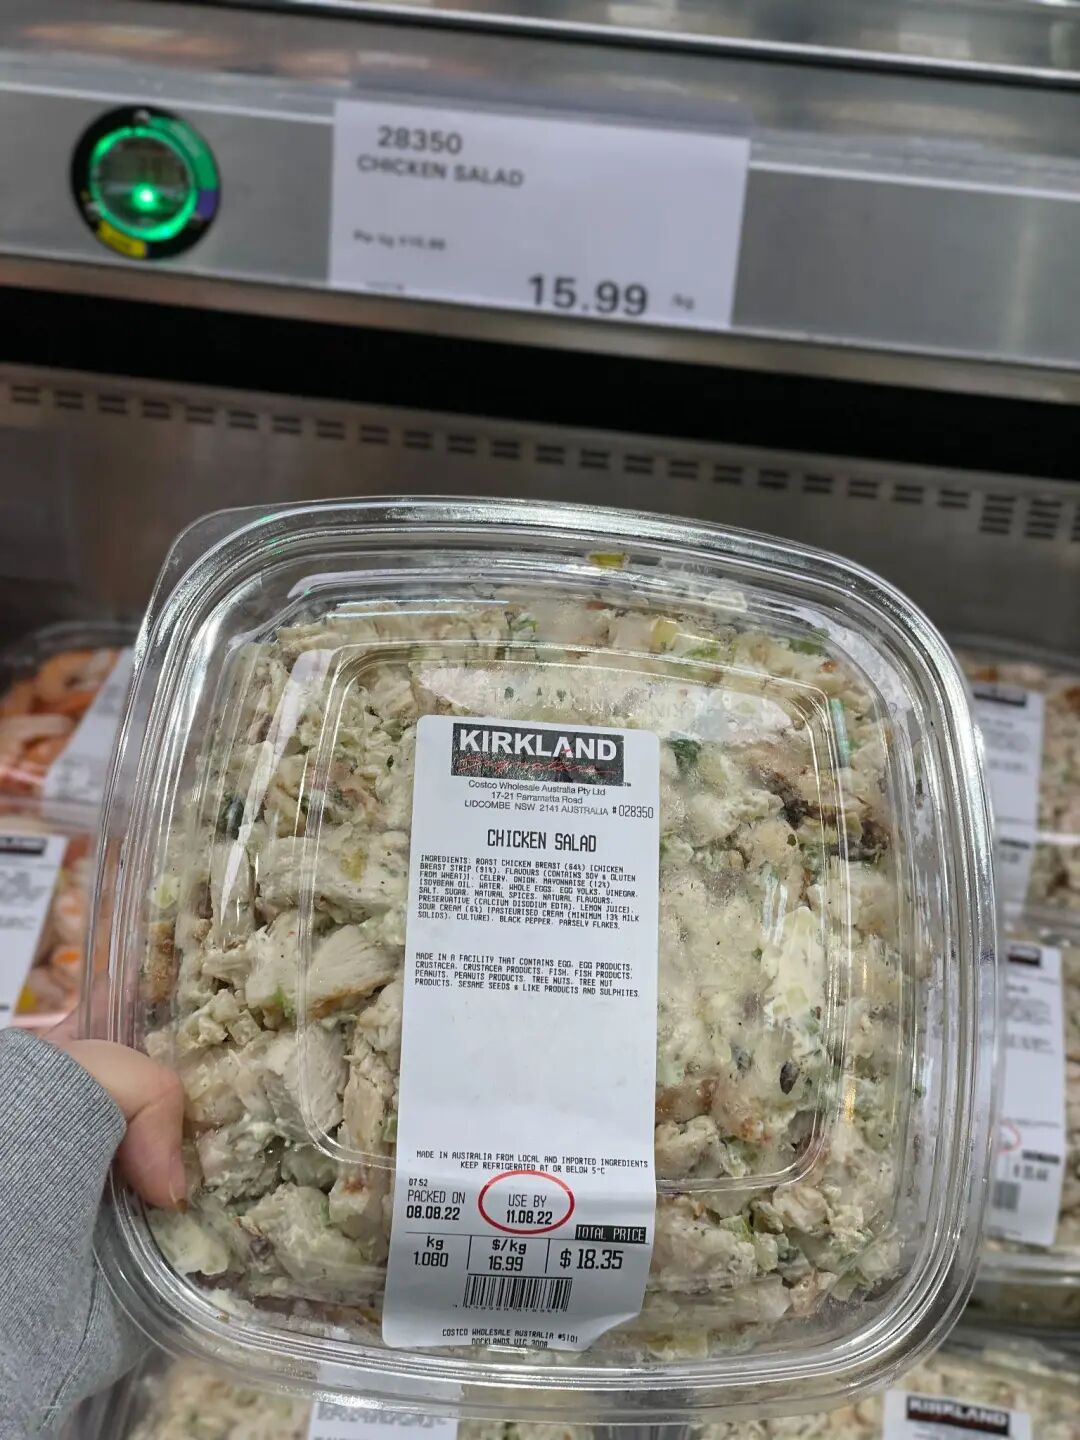 28350
CHICKEN SALAD
15.99 /kg
KIRKLAND
Signature
Costco Wholesale Australia Pty Ltd
17-21 Parramatta Road
LIDCOMBE NSW 2141 AUSTRALIA #028350
CHICKEN SALAD
INGREDIENTS: ROAST CHICKEN BREAST (64%) [CHICKEN
BREAST STRIP (91%), FLAVOURS (CONTAINS SOY & GLUTEN
FROM WHEAT)], CELERY, ONION, MAYONNAISE (12%)
[SOYBEAN OIL, WATER, WHOLE EGGS, EGG YOLKS, VINEGAR,
SALT, SUGAR, NATURAL SPICES, NATURAL FLAVOURS,
PRESERVATIVE (CALCIUM DISODIUM EDTA), LEMON JUICE],
SOUR CREAM (6%) [PASTEURISED CREAM (MINIMUM 13% MILK
SOLIDS), CULTURE], BLACK PEPPER, PARSELY FLAKES.
MADE IN A FACILITY THAT CONTAINS EGG, EGG PRODUCTS,
CRUSTACEA, CRUSTACEA PRODUCTS, FISH, FISH PRODUCTS,
PEANUTS, PEANUTS PRODUCTS, TREE NUTS, TREE NUT
PRODUCTS, SESAME SEEDS & LIKE PRODUCTS AND SULPHITES
MADE IN AUSTRALIA FROM LOCAL AND IMPORTED INGREDIENTS
KEEP REFRIGERATED AT OR BELOW 5°C
07:52
PACKED ON USE BY
08.08.22 11.08.22
TOTAL PRICE
kg $/kg
1.080 16.99 $ 18.35
COSTCO WHOLESALE AUSTRALIA #5101
DOCKLANDS VIC 3008
KIRKLAND